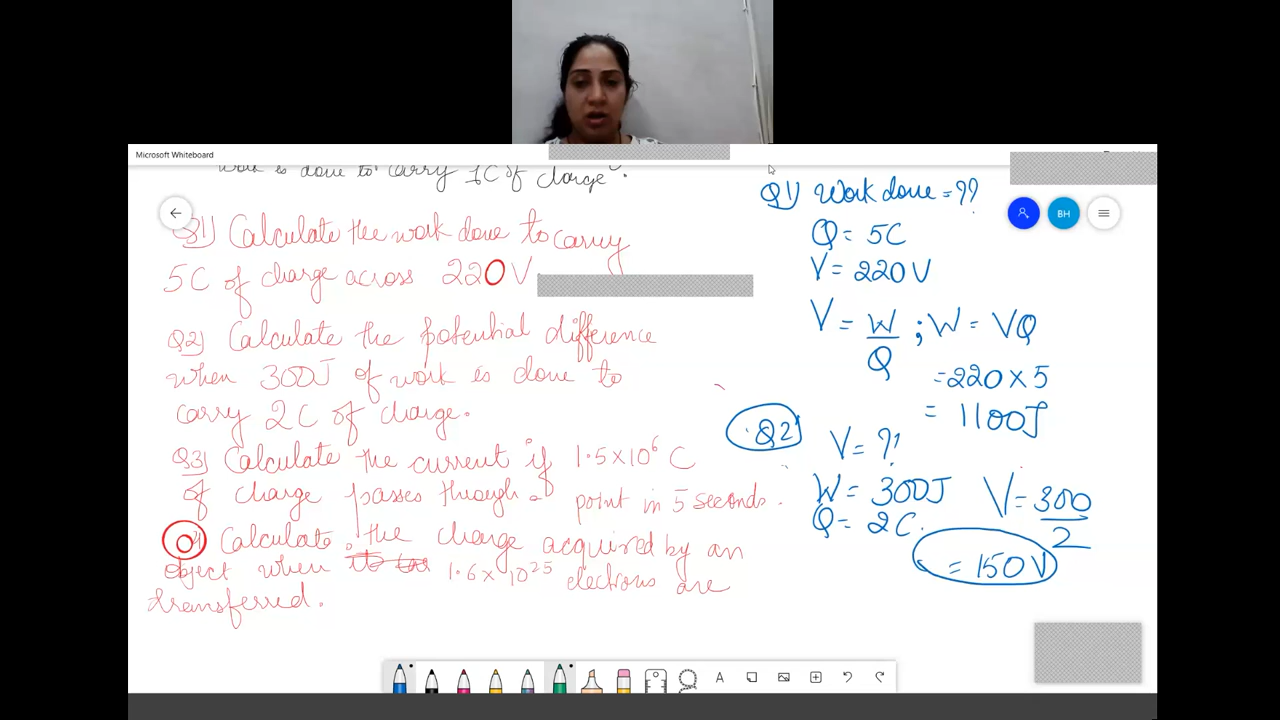 Microsoft Whiteboard
work is done to carry 1C of charge.
Q1) Calculate the work done to carry
5C of charge across 220V.
Q2) Calculate the potential difference
when 300J of work is done to
carry 2C of charge.
Q3) Calculate the current if 1.5×10⁶ C
of charge passes through a point in 5 seconds.
Calculate the charge acquired by an
object when 1.6×10²⁵ electrons are
transferred.
Q1) Work done = ??
Q = 5C
V = 220V
V = W/Q ; W = VQ
= 220 × 5
= 1100J
Q2
V = ??
W = 300J
Q = 2C.
V = 300/2
= 150V
BH
A